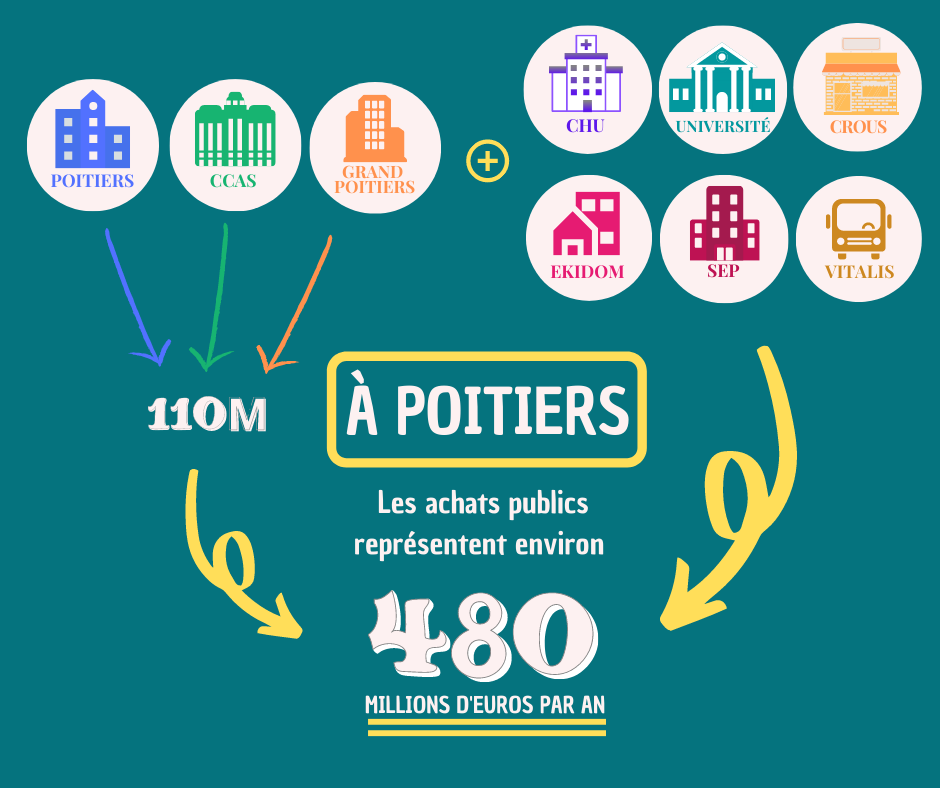 POITIERS
CCAS
GRAND
POITIERS
+
CHU
UNIVERSITÉ
CROUS
EKIDOM
SEP
VITALIS
110M
À POITIERS
Les achats publics
représentent environ
480
MILLIONS D'EUROS PAR AN